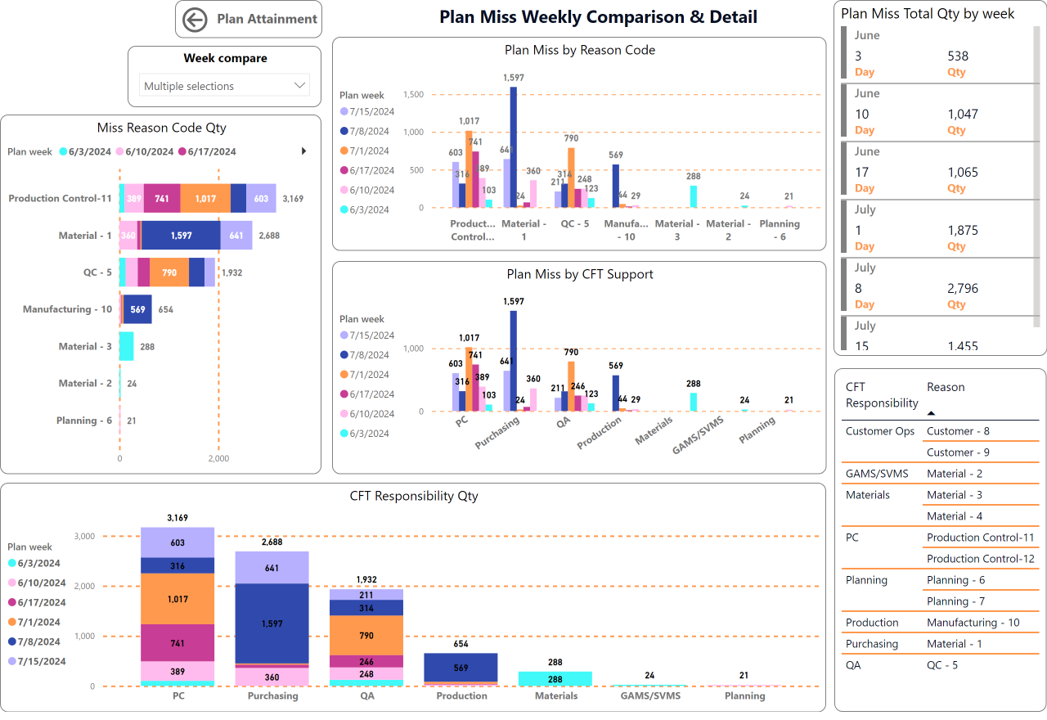 Plan Attainment
Plan Miss Weekly Comparison & Detail
Week compare
Multiple selections
Miss Reason Code Qty
Plan week 6/3/2024 6/10/2024 6/17/2024
Production Control-11 389 741 1,017 603 3,169
Material - 1 360 1,597 641 2,688
QC - 5 790 1,932
Manufacturing - 10 569 654
Material - 3 288
Material - 2 24
Planning - 6 21
0 2,000
Plan Miss by Reason Code
Plan week
7/15/2024
7/8/2024
7/1/2024
6/17/2024
6/10/2024
6/3/2024
1,500
1,000
500
0
603 316 1,017 741 389 103
1,597 24 360
211 314 790 248 123
569 44 29
288
24
21
Product... Material - QC - 5 Manufa... Material - Material - Planning
Control... 1 - 10 3 2 - 6
Plan Miss by CFT Support
Plan week
7/15/2024
7/8/2024
7/1/2024
6/17/2024
6/10/2024
6/3/2024
1,000
0
603 316 1,017 741 389 103
641 1,597 24 360
211 314 790 246 123
569 44 29
288
24
21
PC Purchasing QA Production Materials GAMS/SVMS Planning
Plan Miss Total Qty by week
June
3 538
Day Qty
June
10 1,047
Day Qty
June
17 1,065
Day Qty
July
1 1,875
Day Qty
July
8 2,796
Day Qty
July
15 1,455
CFT Responsibility Qty
Plan week
6/3/2024
6/10/2024
6/17/2024
7/1/2024
7/8/2024
7/15/2024
3,000
2,000
1,000
0
3,169
603
316
1,017
741
389
PC
2,688
641
1,597
360
Purchasing
1,932
211
314
790
246
248
QA
654
569
Production
288
288
Materials
24
GAMS/SVMS
21
Planning
CFT Reason
Responsibility
Customer Ops Customer - 8
Customer - 9
GAMS/SVMS Material - 2
Materials Material - 3
Material - 4
PC Production Control-11
Production Control-12
Planning Planning - 6
Planning - 7
Production Manufacturing - 10
Purchasing Material - 1
QA QC - 5